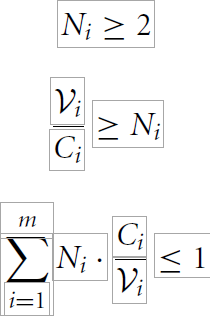 N_i ≥ 2
𝒱_i / C_i ≥ N_i
∑_{i=1}^{m} N_i · C_i / 𝒱_i ≤ 1